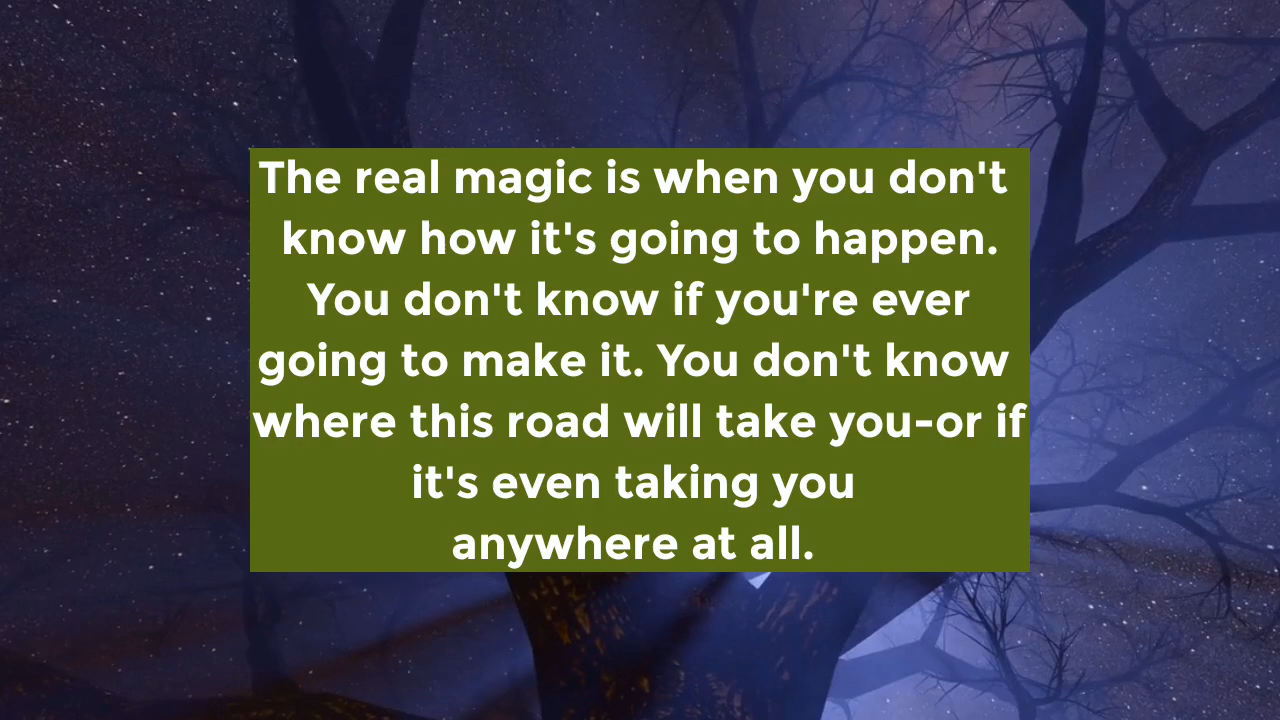 The real magic is when you don't
know how it's going to happen.
You don't know if you're ever
going to make it. You don't know
where this road will take you-or if
it's even taking you
anywhere at all.